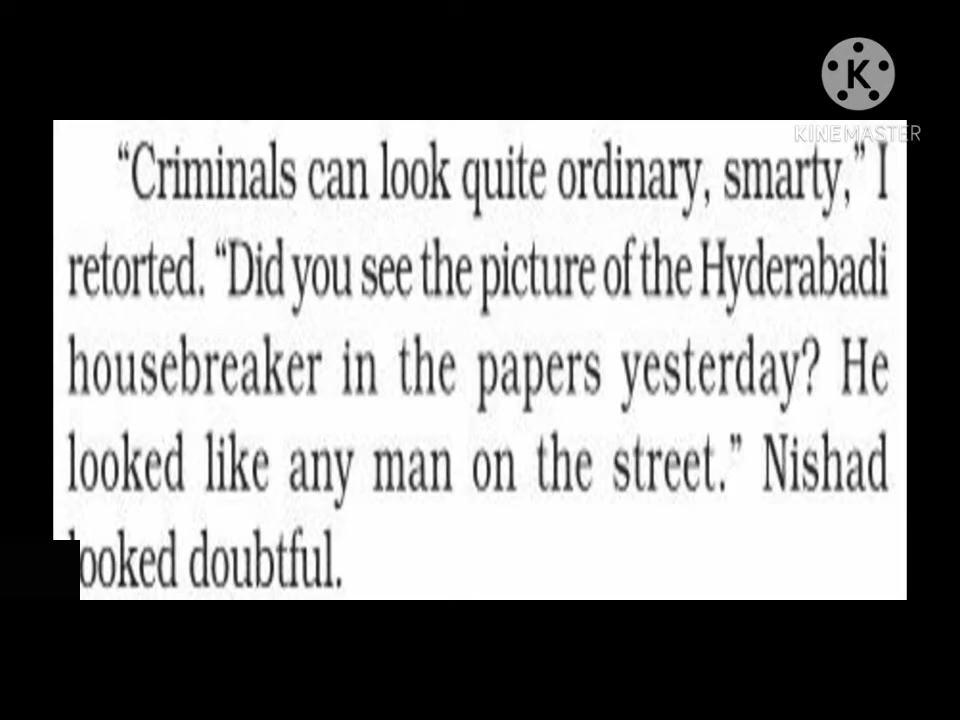 K
KINEMASTER
“Criminals can look quite ordinary, smarty,” I
retorted. “Did you see the picture of the Hyderabadi
housebreaker in the papers yesterday? He
looked like any man on the street.” Nishad
looked doubtful.